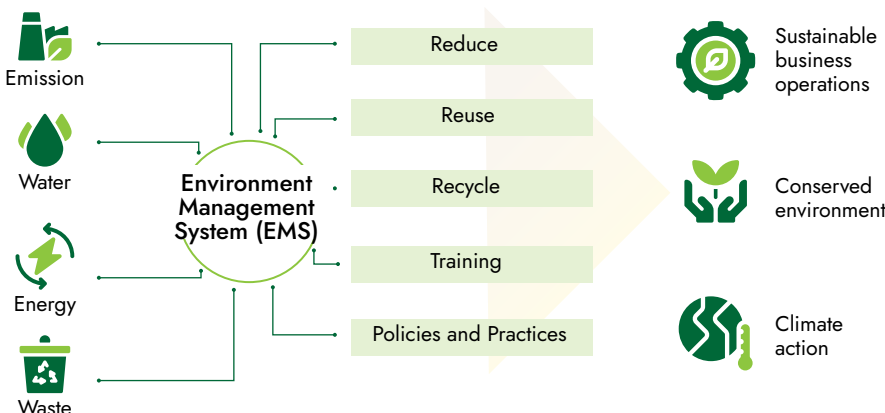 Emission
Water
Energy
Waste
Environment
Management
System (EMS)
Reduce
Reuse
Recycle
Training
Policies and Practices
Sustainable
business
operations
Conserved
environment
Climate
action